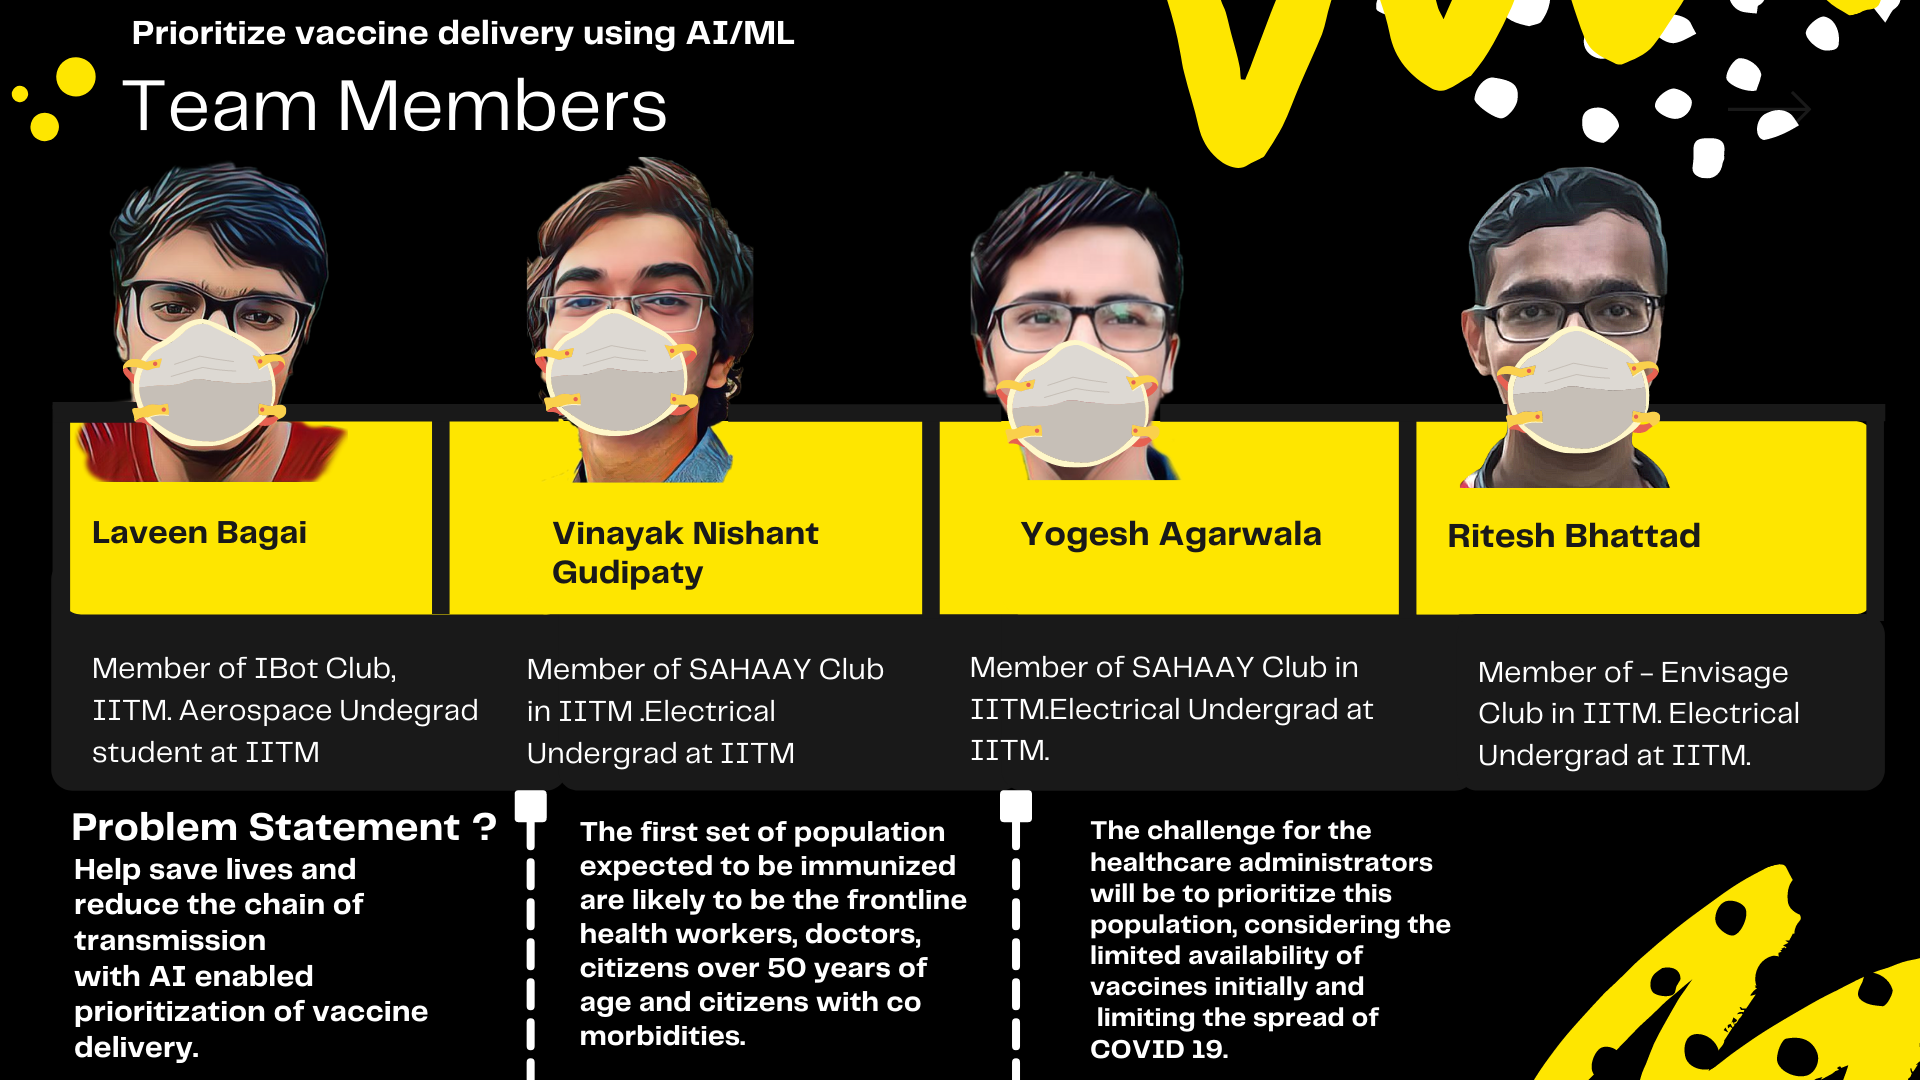 Prioritize vaccine delivery using AI/ML
Team Members
Laveen Bagai
Vinayak Nishant
Gudipaty
Yogesh Agarwala
Ritesh Bhattad
Member of IBot Club,
IITM. Aerospace Undegrad
student at IITM
Member of SAHAAY Club
in IITM .Electrical
Undergrad at IITM
Member of SAHAAY Club in
IITM.Electrical Undergrad at
IITM.
Member of - Envisage
Club in IITM. Electrical
Undergrad at IITM.
Problem Statement ?
Help save lives and
reduce the chain of
transmission
with AI enabled
prioritization of vaccine
delivery.
The first set of population
expected to be immunized
are likely to be the frontline
health workers, doctors,
citizens over 50 years of
age and citizens with co
morbidities.
The challenge for the
healthcare administrators
will be to prioritize this
population, considering the
limited availability of
vaccines initially and
limiting the spread of
COVID 19.